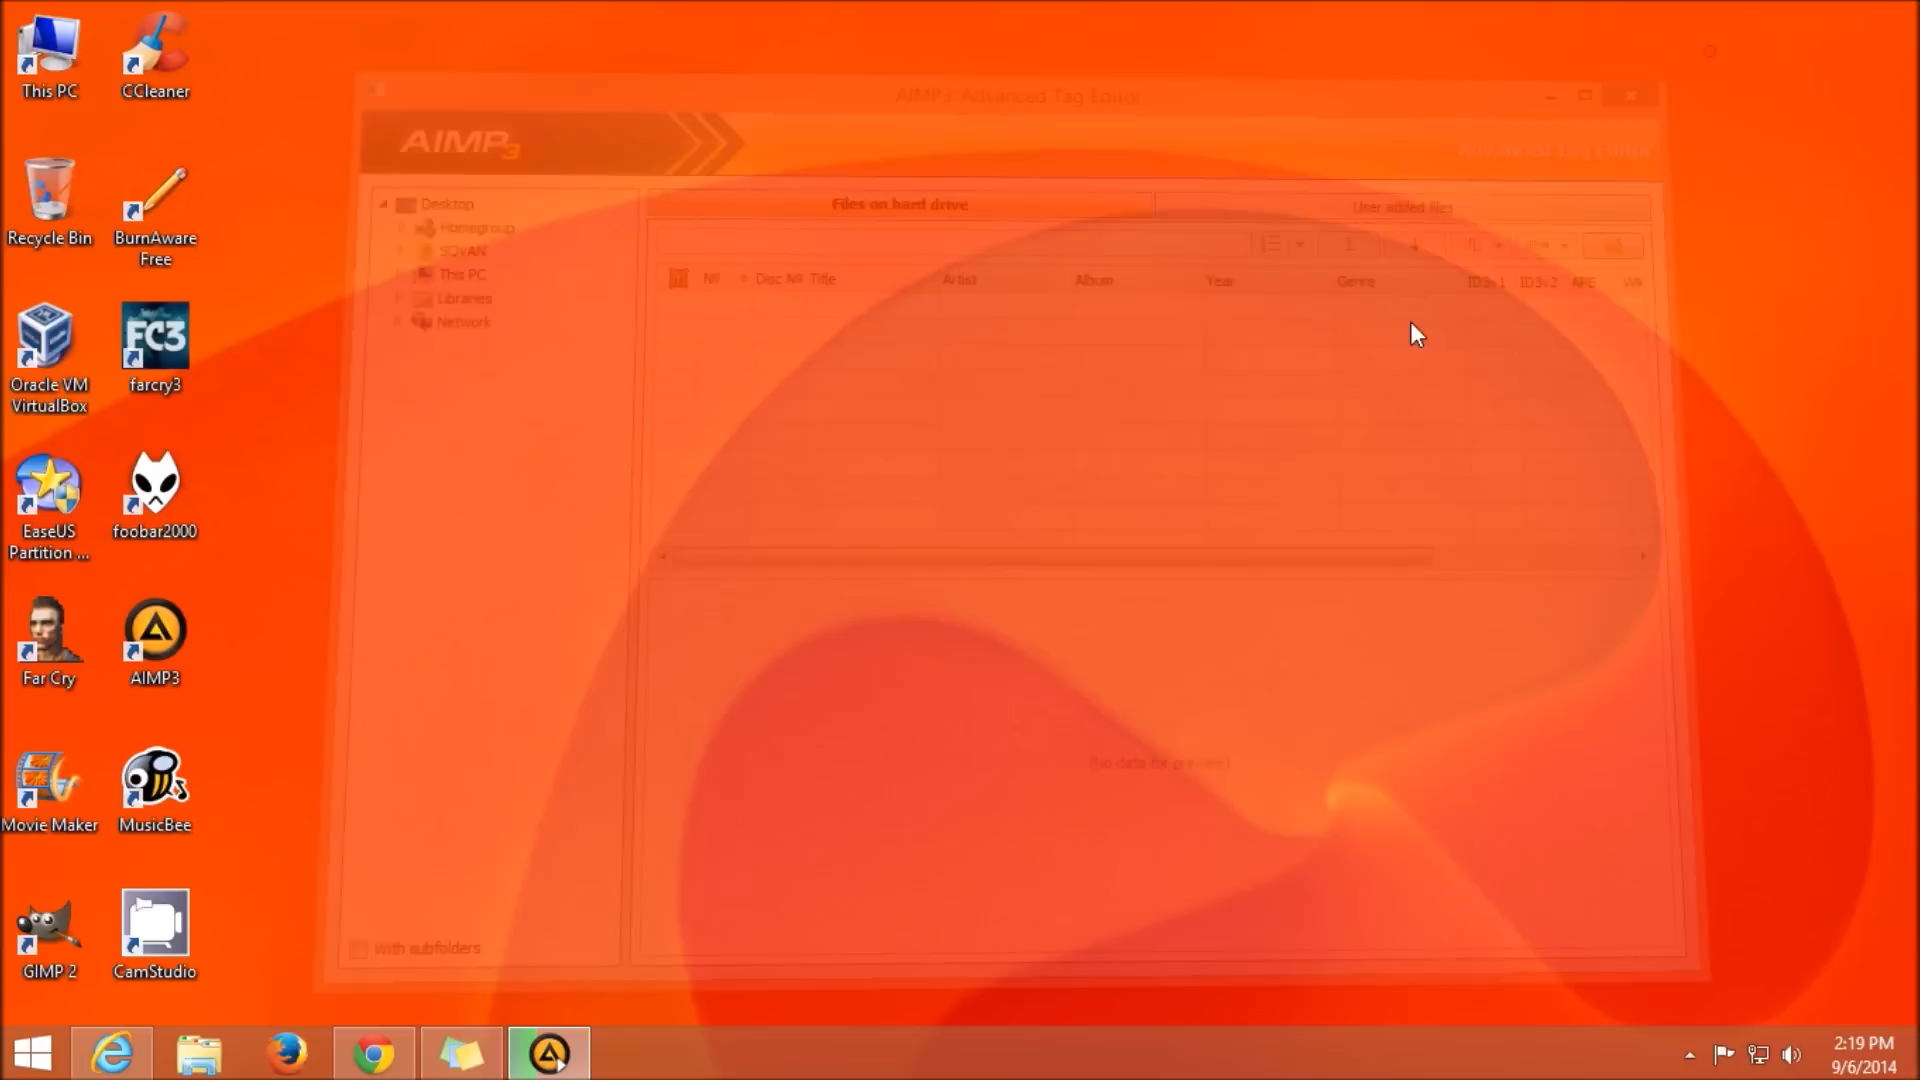 This PC
CCleaner
Recycle Bin
BurnAware
Free
Oracle VM
VirtualBox
FC3
farcry3
EaseUS
Partition ...
foobar2000
Far Cry
AIMP3
Movie Maker
MusicBee
GIMP 2
CamStudio
AIMP3: Advanced Tag Editor
AIMP3
Advanced Tag Editor
Desktop
Homegroup
SQVAN
This PC
Libraries
Network
With subfolders
Files on hard drive
User added files
Nº Disc Nº Title Artist Album Year Genre ID3v1 ID3v2 APE
[No data for preview]
2:19 PM
9/6/2014